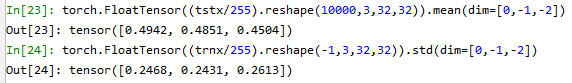 In[23]: torch.FloatTensor((tstx/255).reshape(10000,3,32,32)).mean(dim=[0,-1,-2])
Out[23]: tensor([0.4942, 0.4851, 0.4504])
In[24]: torch.FloatTensor((trnx/255).reshape(-1,3,32,32)).std(dim=[0,-1,-2])
Out[24]: tensor([0.2468, 0.2431, 0.2613])